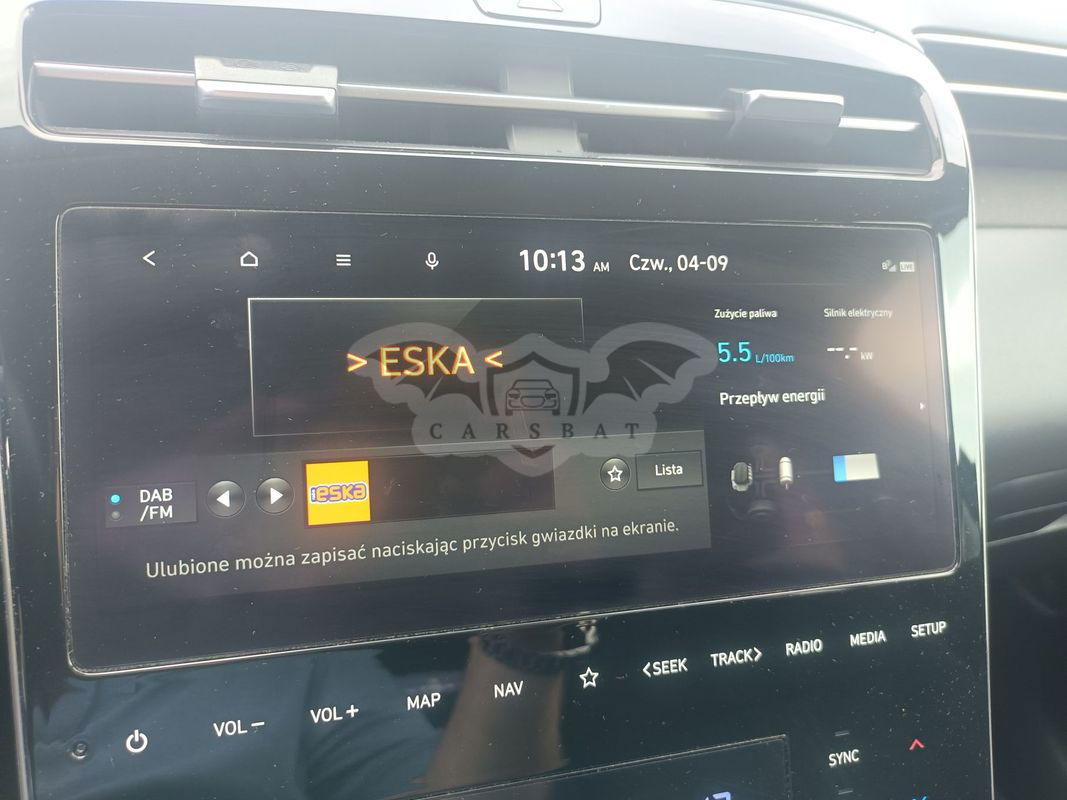 10:13 AM Czw., 04-09
LIVE
Zużycie paliwa Silnik elektryczny
5.5 L/100km --.- kW
> ESKA <
Przepływ energii
CARSBAT
DAB
/FM
eska
Lista
Ulubione można zapisać naciskając przycisk gwiazdki na ekranie.
VOL− VOL+ MAP NAV <SEEK TRACK> RADIO MEDIA SETUP
SYNC